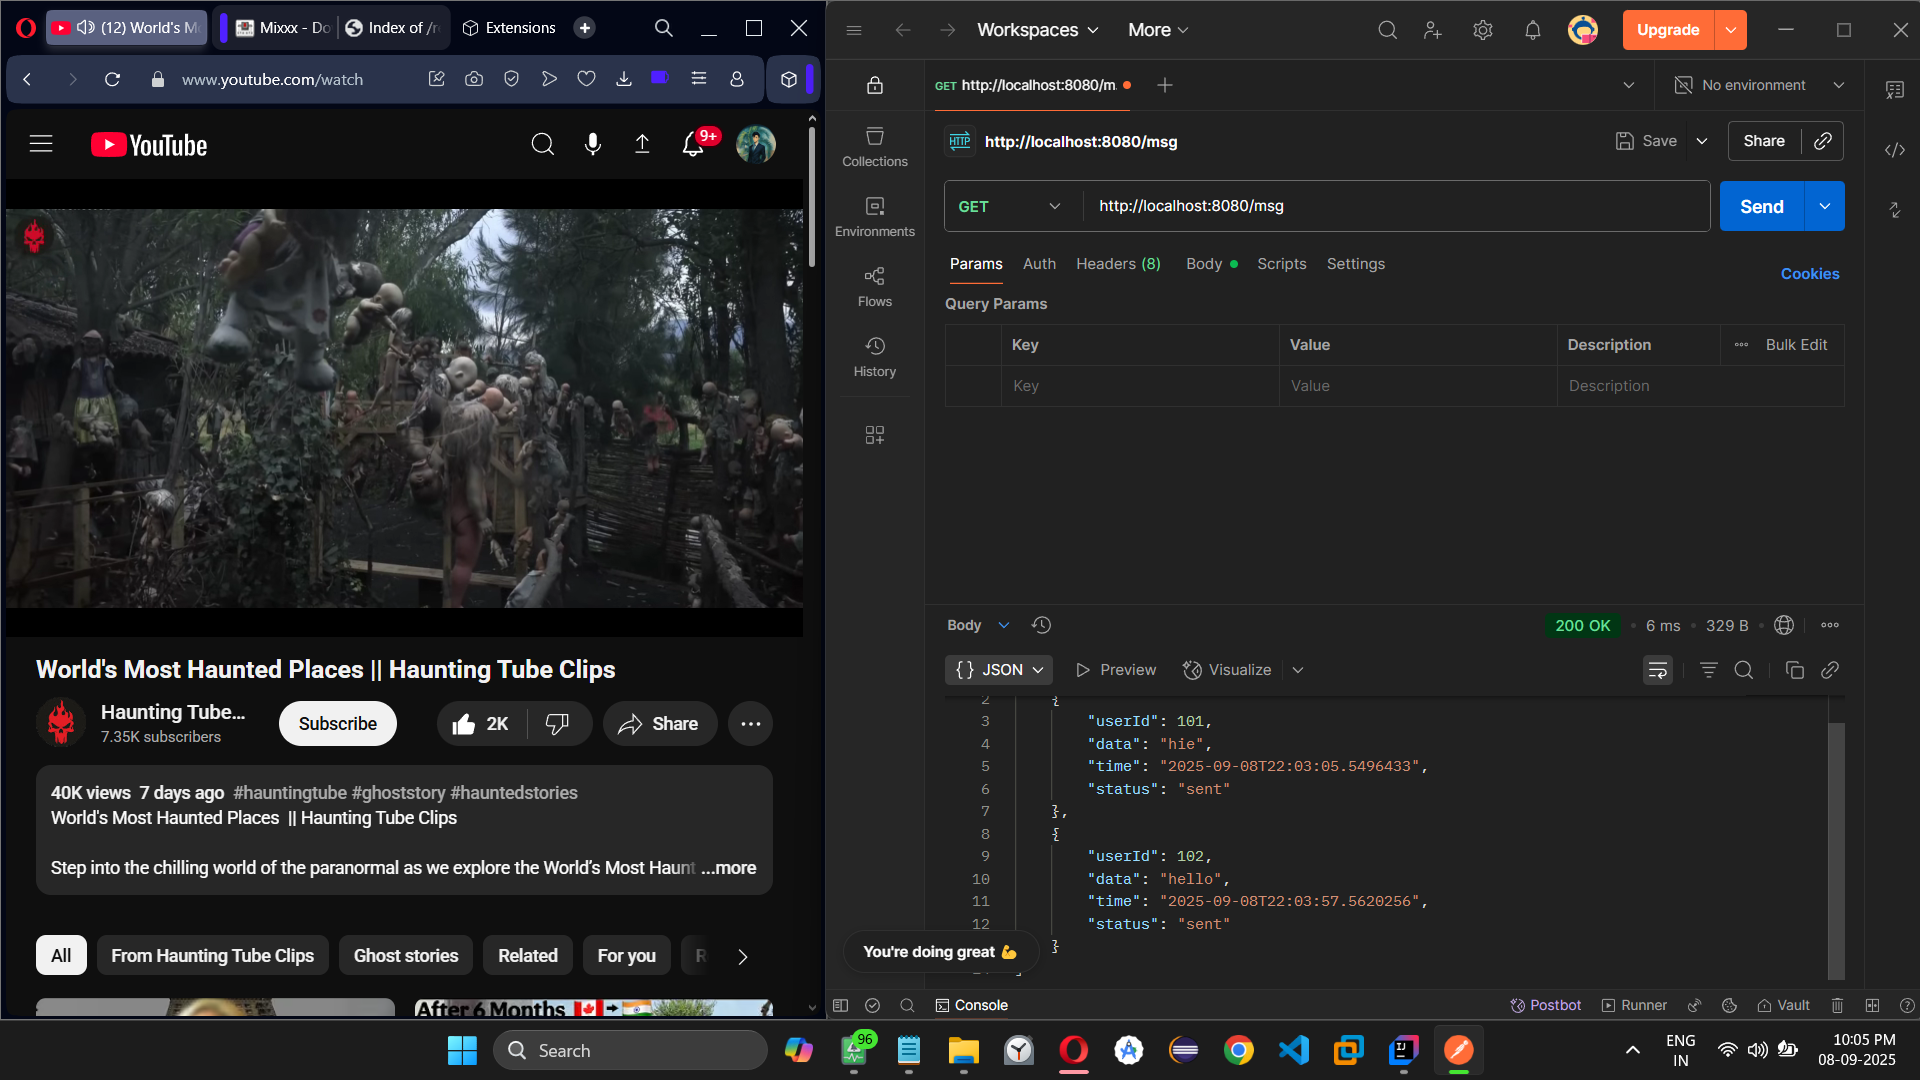 (12) World's M
Mixxx - Do
Index of /r
Extensions
www.youtube.com/watch
YouTube
9+
World's Most Haunted Places || Haunting Tube Clips
Haunting Tube...
7.35K subscribers
Subscribe
2K
Share
40K views 7 days ago #hauntingtube #ghoststory #hauntedstories
World's Most Haunted Places || Haunting Tube Clips
Step into the chilling world of the paranormal as we explore the World's Most Haunt ...more
All
From Haunting Tube Clips
Ghost stories
Related
For you
After 6 Months
Workspaces
More
Upgrade
GET http://localhost:8080/m
No environment
Collections
Environments
Flows
History
HTTP
http://localhost:8080/msg
Save
Share
GET
http://localhost:8080/msg
Send
Params
Auth
Headers (8)
Body
Scripts
Settings
Cookies
Query Params
Key
Value
Description
Bulk Edit
Key
Value
Description
Body
200 OK
6 ms
329 B
{} JSON
Preview
Visualize
2 {
3 "userId": 101,
4 "data": "hie",
5 "time": "2025-09-08T22:03:05.5496433",
6 "status": "sent"
7 },
8 {
9 "userId": 102,
10 "data": "hello",
11 "time": "2025-09-08T22:03:57.5620256",
12 "status": "sent"
}
You're doing great 💪
Console
Postbot
Runner
Vault
Search
96
IJ
ENG
IN
10:05 PM
08-09-2025